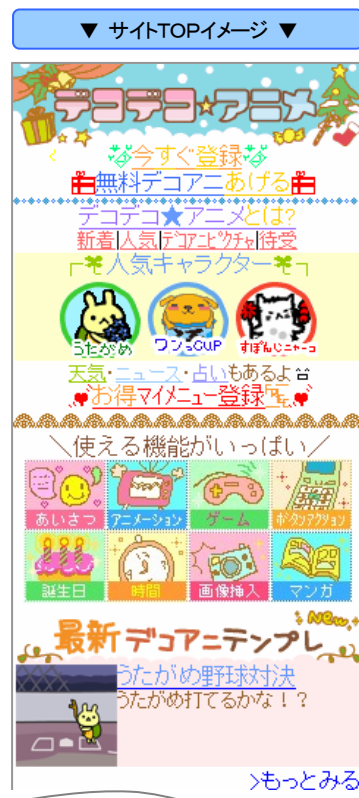 ▼ サイトTOPイメージ ▼
デコデコ★アニメ
今すぐ登録
無料デコアニあげる
デコデコ★アニメとは?
新着|人気|デコアニピクチャ|待受
人気キャラクター
うたがめ ワンコCUP すぽんじニャーコ
天気・ニュース・占いもあるよ
お得マイメニュー登録
＼使える機能がいっぱい／
あいさつ アニメーション ゲーム ボタンアクション
誕生日 時間 画像挿入 マンガ
New
最新デコアニテンプレ
うたがめ野球対決
うたがめ打てるかな！？
>もっとみる